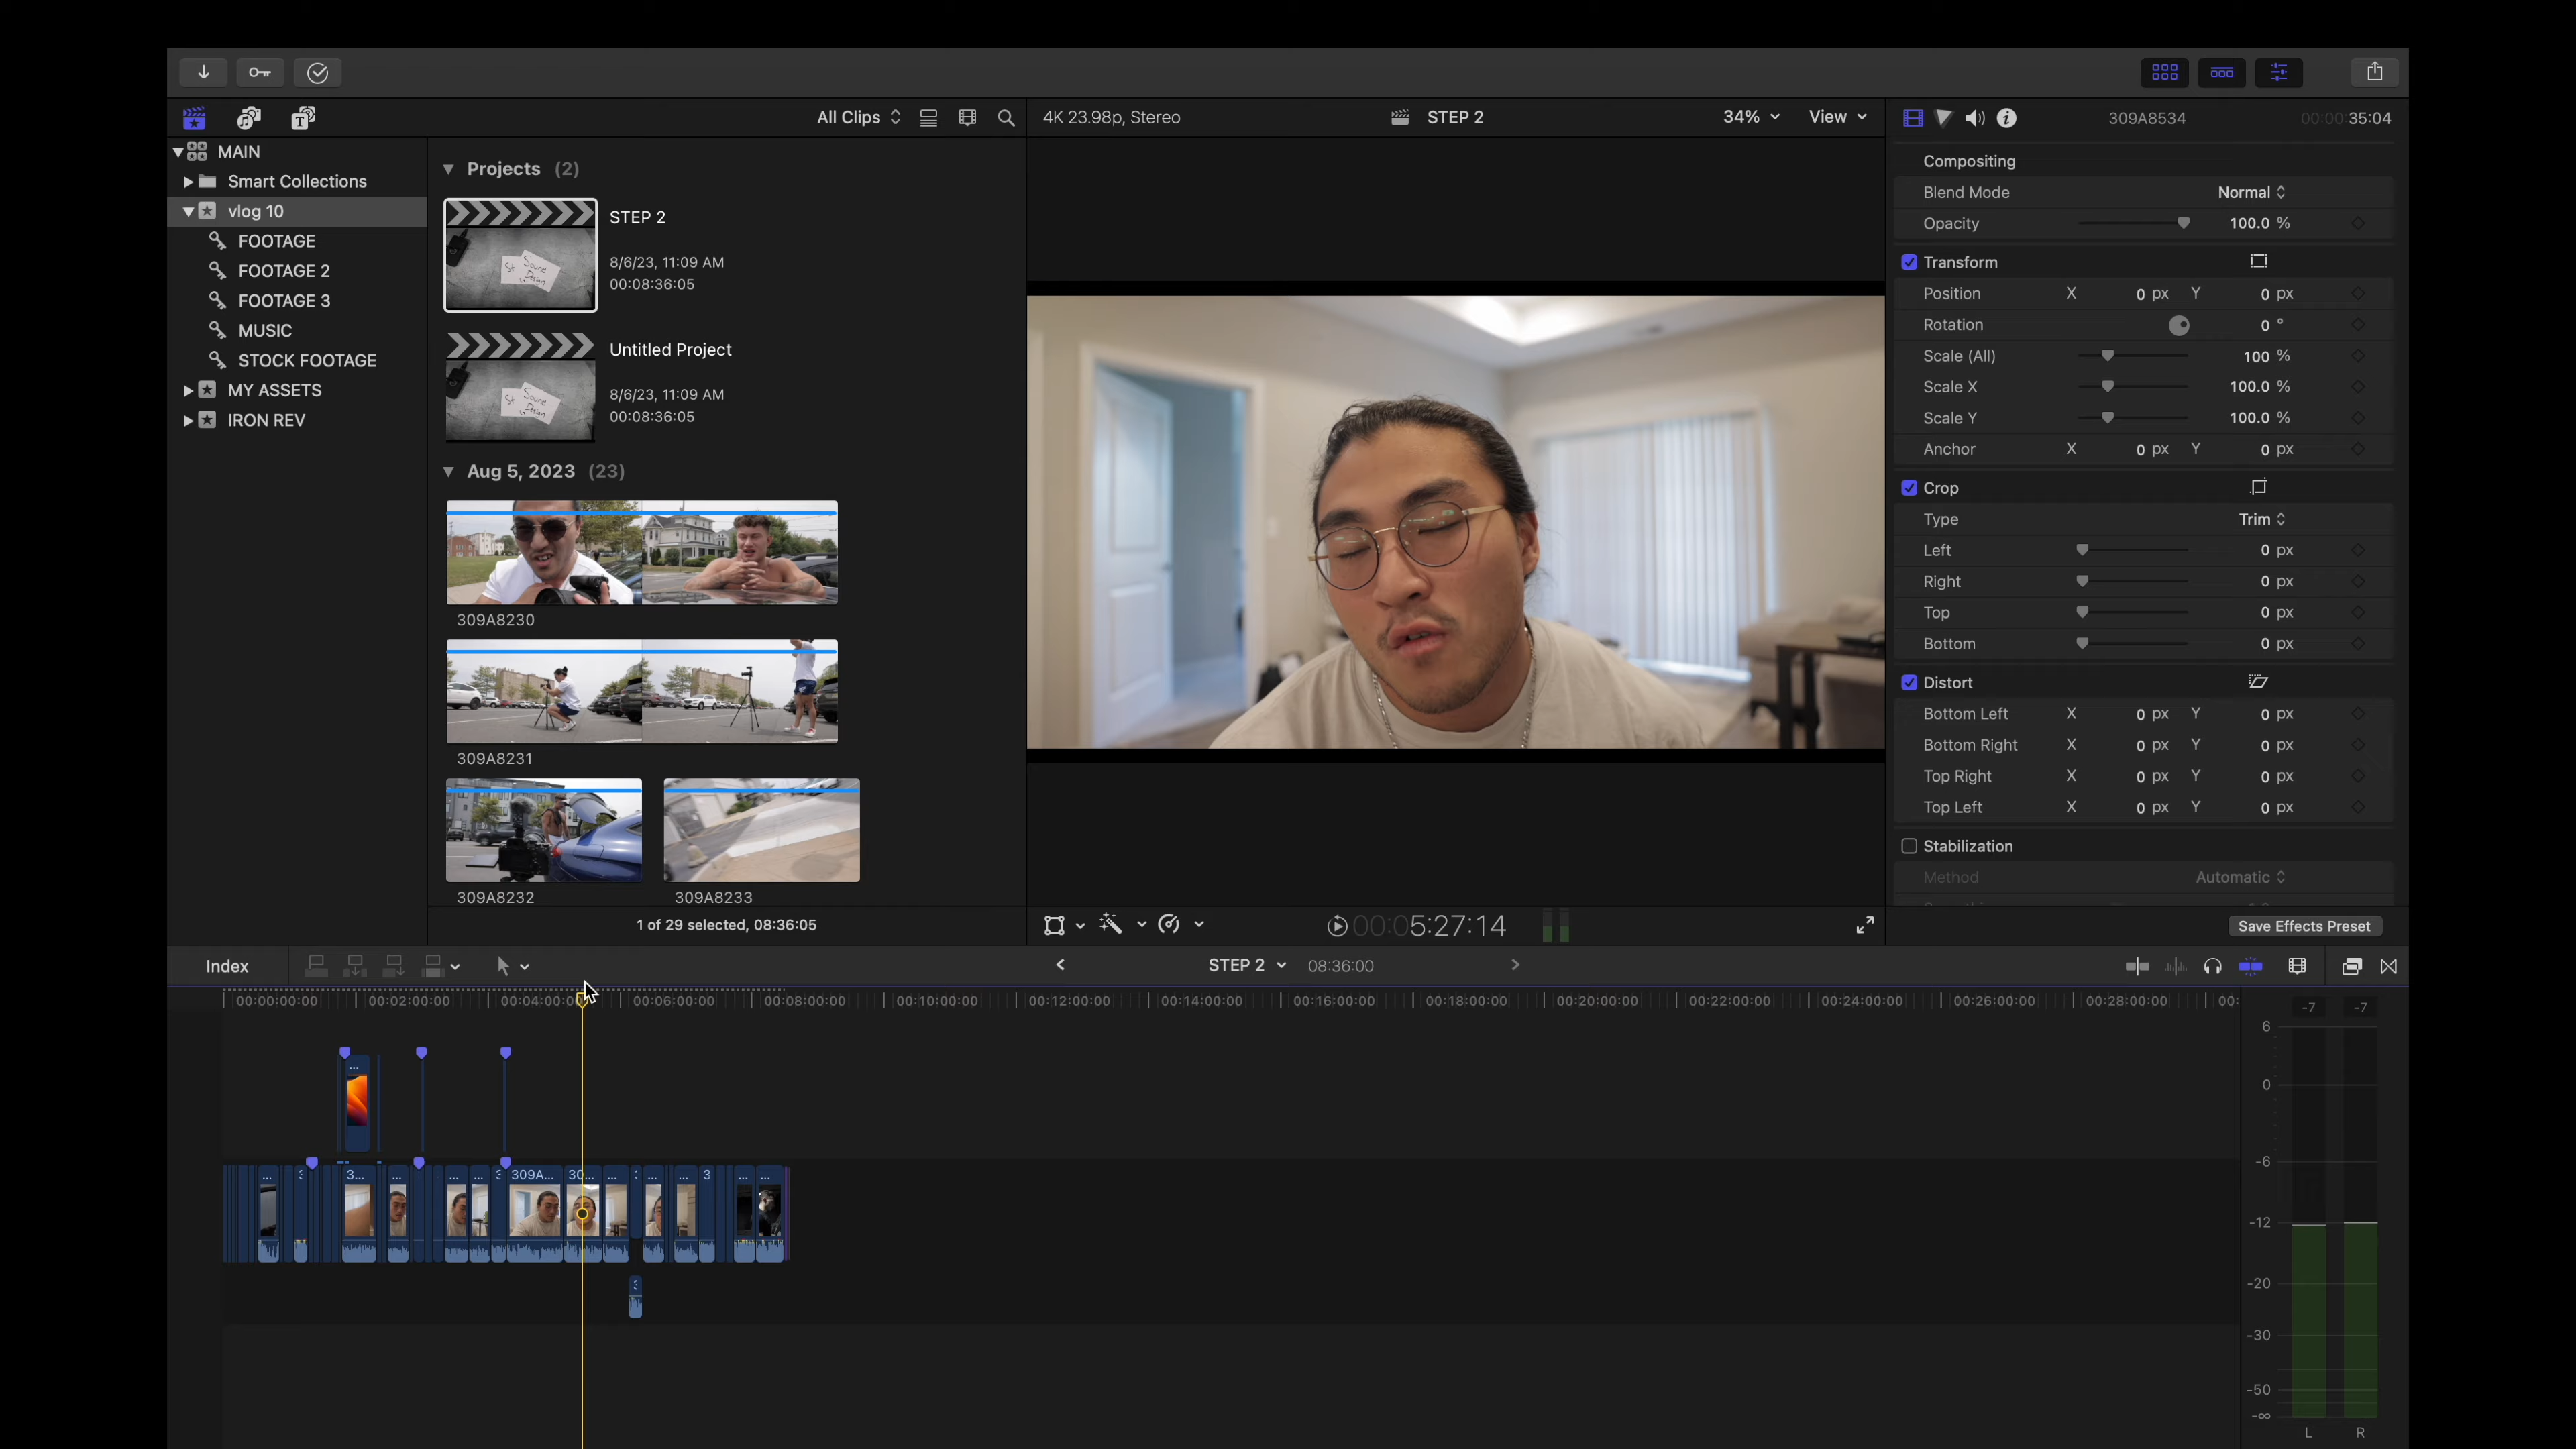 All Clips
4K 23.98p, Stereo
STEP 2
34%
View
309A8534
00:00:35:04
MAIN
Smart Collections
vlog 10
FOOTAGE
FOOTAGE 2
FOOTAGE 3
MUSIC
STOCK FOOTAGE
MY ASSETS
IRON REV
Projects (2)
STEP 2
8/6/23, 11:09 AM
00:08:36:05
Untitled Project
8/6/23, 11:09 AM
00:08:36:05
Aug 5, 2023 (23)
309A8230
309A8231
309A8232
309A8233
1 of 29 selected, 08:36:05
00:05:27:14
Compositing
Blend Mode Normal
Opacity 100.0 %
Transform
Position X 0 px Y 0 px
Rotation 0 °
Scale (All) 100 %
Scale X 100.0 %
Scale Y 100.0 %
Anchor X 0 px Y 0 px
Crop
Type Trim
Left 0 px
Right 0 px
Top 0 px
Bottom 0 px
Distort
Bottom Left X 0 px Y 0 px
Bottom Right X 0 px Y 0 px
Top Right X 0 px Y 0 px
Top Left X 0 px Y 0 px
Stabilization
Method Automatic
Save Effects Preset
Index
STEP 2
08:36:00
00:00:00:00 00:02:00:00 00:04:00:00 00:06:00:00 00:08:00:00 00:10:00:00 00:12:00:00 00:14:00:00 00:16:00:00 00:18:00:00 00:20:00:00 00:22:00:00 00:24:00:00 00:26:00:00 00:28:00:00 00:
3... 309A... 30...
-7 -7
6
0
-6
-12
-20
-30
-50
-∞
L R